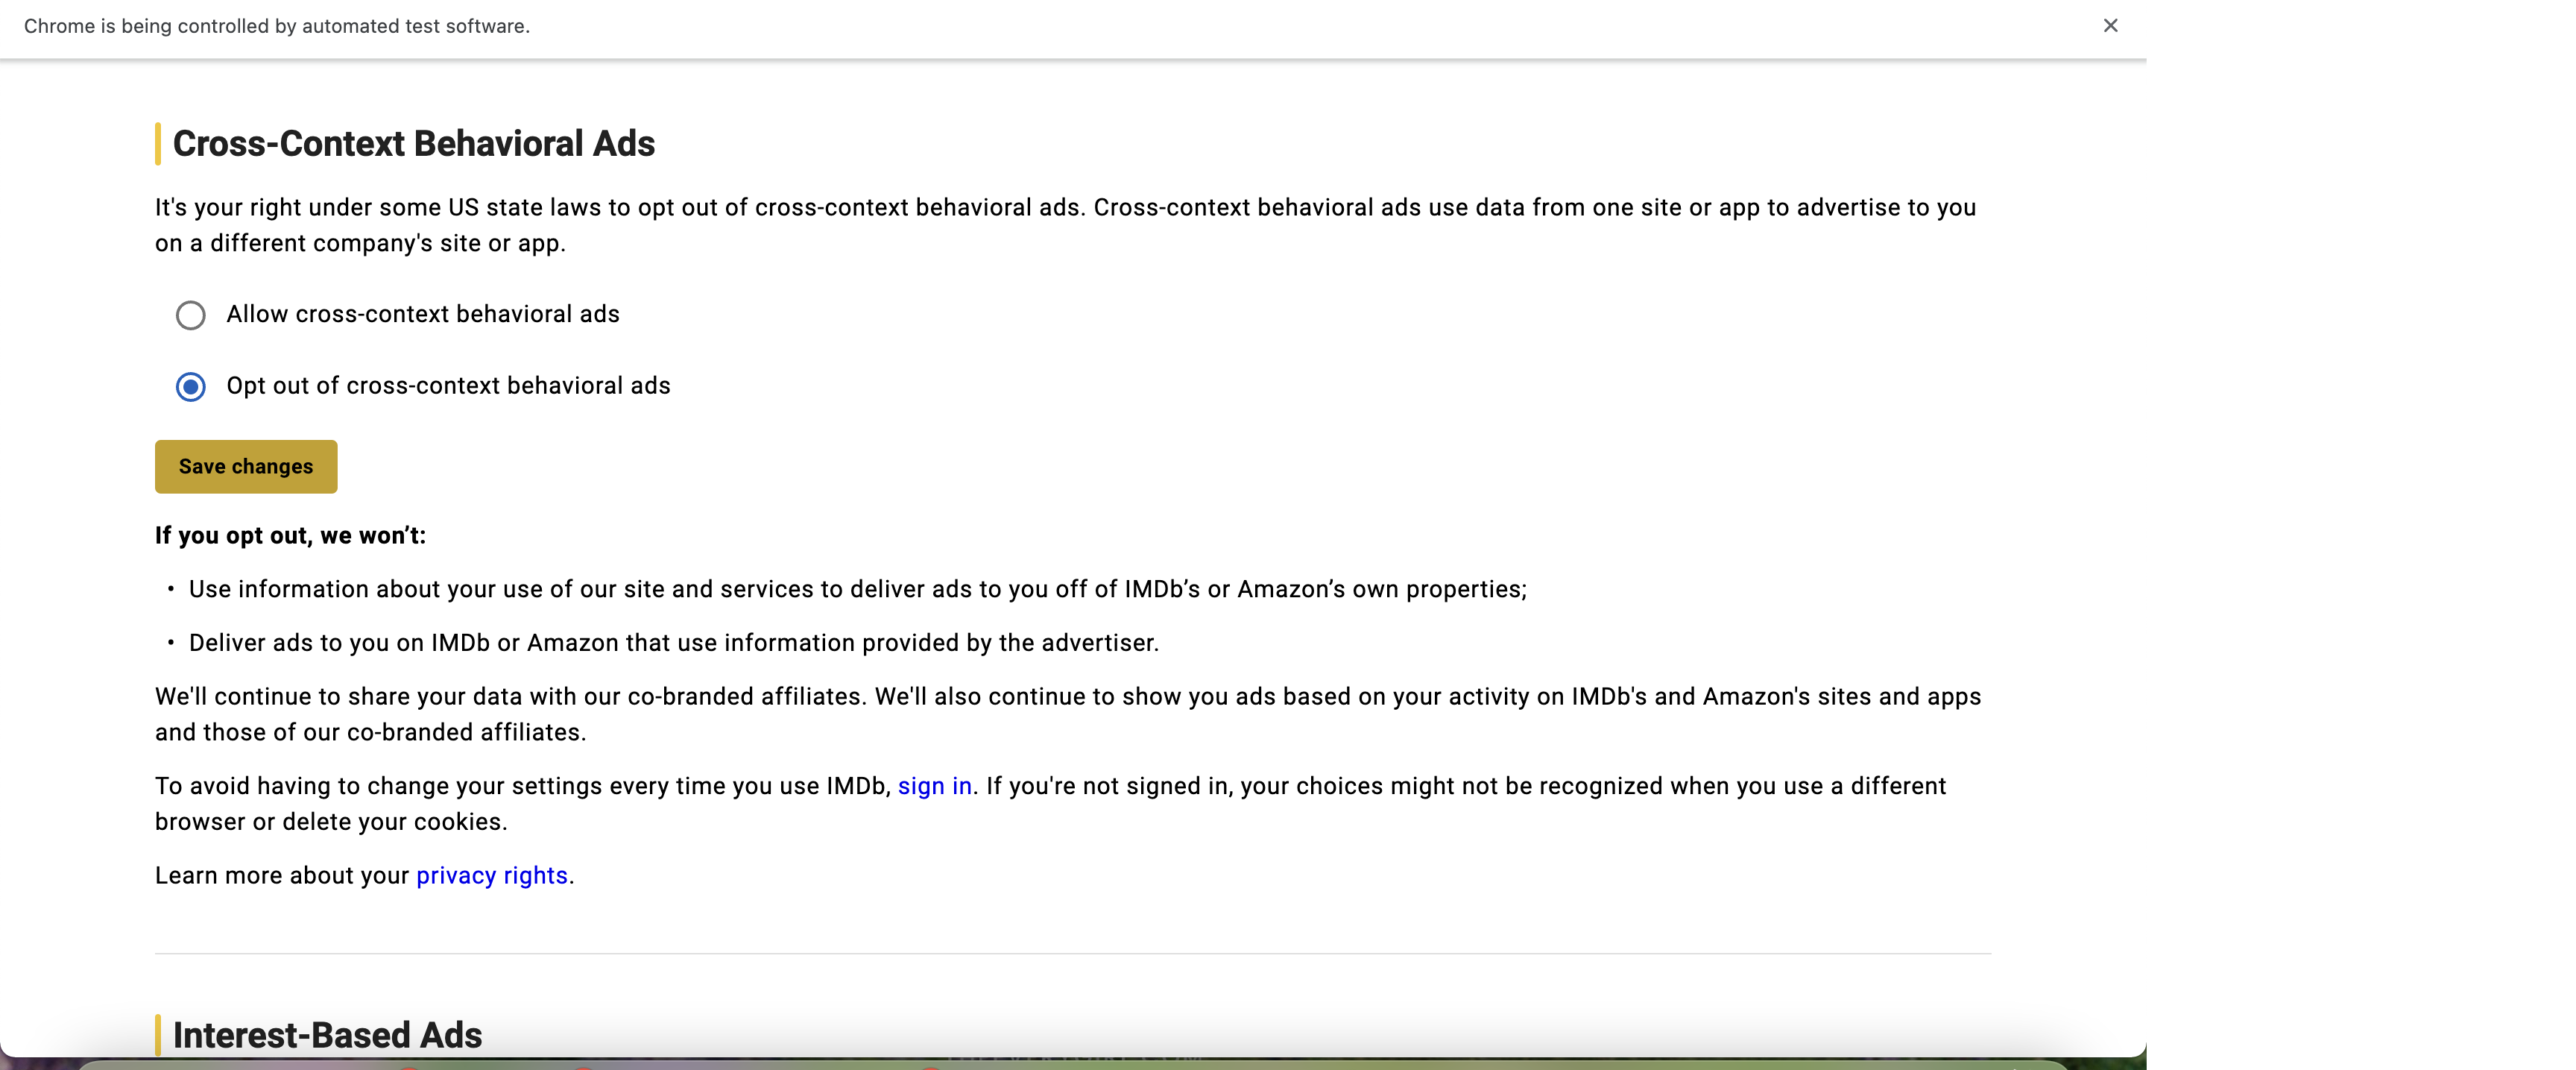 Chrome is being controlled by automated test software.
Cross-Context Behavioral Ads
It's your right under some US state laws to opt out of cross-context behavioral ads. Cross-context behavioral ads use data from one site or app to advertise to you
on a different company's site or app.
Allow cross-context behavioral ads
Opt out of cross-context behavioral ads
Save changes
If you opt out, we won’t:
• Use information about your use of our site and services to deliver ads to you off of IMDb’s or Amazon’s own properties;
• Deliver ads to you on IMDb or Amazon that use information provided by the advertiser.
We'll continue to share your data with our co-branded affiliates. We'll also continue to show you ads based on your activity on IMDb's and Amazon's sites and apps
and those of our co-branded affiliates.
To avoid having to change your settings every time you use IMDb, sign in. If you're not signed in, your choices might not be recognized when you use a different
browser or delete your cookies.
Learn more about your privacy rights.
Interest-Based Ads